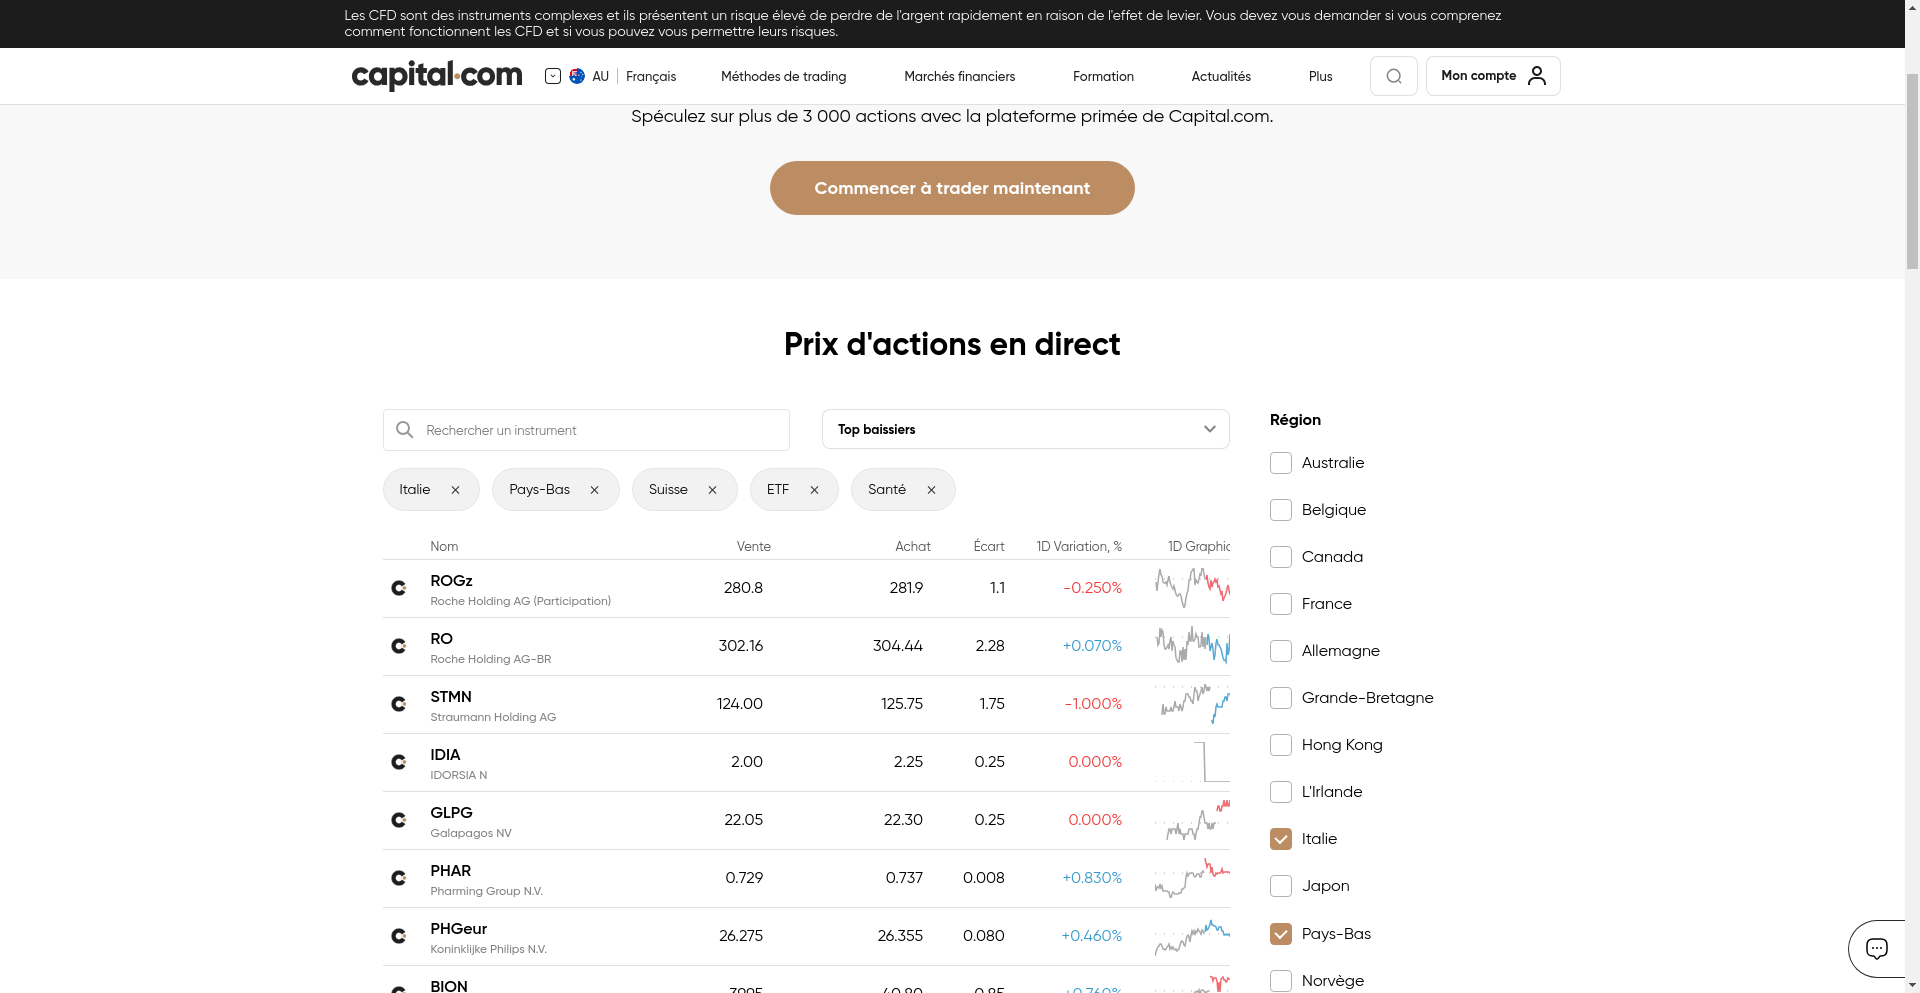 Les CFD sont des instruments complexes et ils présentent un risque élevé de perdre de l'argent rapidement en raison de l'effet de levier. Vous devez vous demander si vous comprenez
comment fonctionnent les CFD et si vous pouvez vous permettre leurs risques.
capital.com
AU
Français
Méthodes de trading
Marchés financiers
Formation
Actualités
Plus
Mon compte
Spéculez sur plus de 3 000 actions avec la plateforme primée de Capital.com.
Commencer à trader maintenant
Prix d'actions en direct
Rechercher un instrument
Top baissiers
Italie
Pays-Bas
Suisse
ETF
Santé
Nom Vente Achat Écart 1D Variation, % 1D Graphic
ROGz 280.8 281.9 1.1 -0.250%
Roche Holding AG (Participation)
RO 302.16 304.44 2.28 +0.070%
Roche Holding AG-BR
STMN 124.00 125.75 1.75 -1.000%
Straumann Holding AG
IDIA 2.00 2.25 0.25 0.000%
IDORSIA N
GLPG 22.05 22.30 0.25 0.000%
Galapagos NV
PHAR 0.729 0.737 0.008 +0.830%
Pharming Group N.V.
PHGeur 26.275 26.355 0.080 +0.460%
Koninklijke Philips N.V.
BION 40.80 0.85 +0.760%
Région
Australie
Belgique
Canada
France
Allemagne
Grande-Bretagne
Hong Kong
L'Irlande
Italie
Japon
Pays-Bas
Norvège